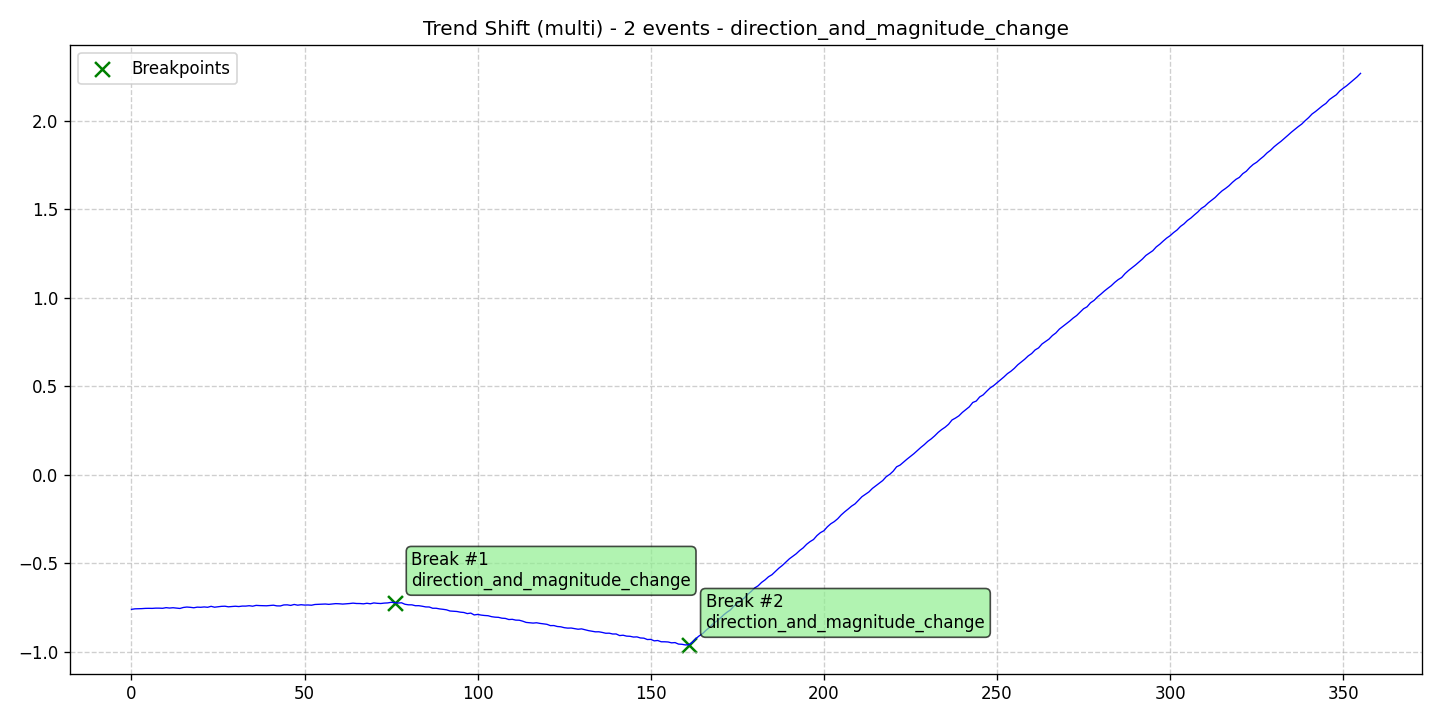 Trend Shift (multi) - 2 events - direction_and_magnitude_change
Breakpoints
2.0
1.5
1.0
0.5
0.0
−0.5
−1.0
Break #1
direction_and_magnitude_change
Break #2
direction_and_magnitude_change
0 50 100 150 200 250 300 350